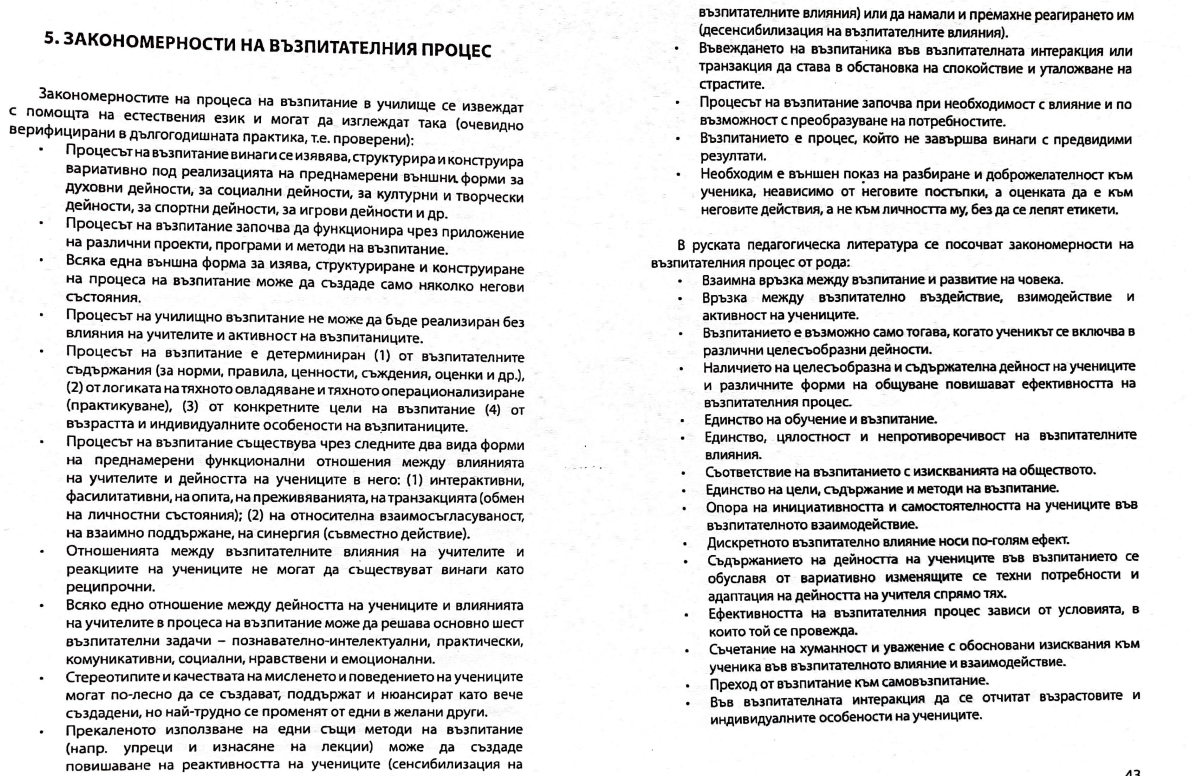 5. ЗАКОНОМЕРНОСТИ НА ВЪЗПИТАТЕЛНИЯ ПРОЦЕС
Закономерностите на процеса на възпитание в училище се извеждат
с помощта на естествения език и могат да изглеждат така (очевидно
верифицирани в дългогодишната практика, т.е. проверени):
• Процесът на възпитание винаги се изявява, структурира и конструира
вариативно под реализацията на преднамерени външни форми за
духовни дейности, за социални дейности, за културни и творчески
дейности, за спортни дейности, за игрови дейности и др.
• Процесът на възпитание започва да функционира чрез приложение
на различни проекти, програми и методи на възпитание.
• Всяка една външна форма за изява, структуриране и конструиране
на процеса на възпитание може да създаде само няколко негови
състояния.
• Процесът на училищно възпитание не може да бъде реализиран без
влияния на учителите и активност на възпитаниците.
• Процесът на възпитание е детерминиран (1) от възпитателните
съдържания (за норми, правила, ценности, съждения, оценки и др.),
(2) от логиката на тяхното овладяване и тяхното операционализиране
(практикуване), (3) от конкретните цели на възпитание (4) от
възрастта и индивидуалните особености на възпитаниците.
• Процесът на възпитание съществува чрез следните два вида форми
на преднамерени функционални отношения между влиянията
на учителите и дейността на учениците в него: (1) интерактивни,
фасилитативни, на опита, на преживяванията, на транзакцията (обмен
на личностни състояния); (2) на относителна взаимосъгласуваност,
на взаимно поддържане, на синергия (съвместно действие).
• Отношенията между възпитателните влияния на учителите и
реакциите на учениците не могат да съществуват винаги като
реципрочни.
• Всяко едно отношение между дейността на учениците и влиянията
на учителите в процеса на възпитание може да решава основно шест
възпитателни задачи – познавателно-интелектуални, практически,
комуникативни, социални, нравствени и емоционални.
• Стереотипите и качествата на мисленето и поведението на учениците
могат по-лесно да се създават, поддържат и нюансират като вече
създадени, но най-трудно се променят от едни в желани други.
• Прекаленото използване на едни същи методи на възпитание
(напр. упреци и изнасяне на лекции) може да създаде
повишаване на реактивността на учениците (сенсибилизация на
възпитателните влияния) или да намали и премахне реагирането им
(десенсибилизация на възпитателните влияния).
• Въвеждането на възпитаника във възпитателната интеракция или
транзакция да става в обстановка на спокойствие и уталожване на
страстите.
• Процесът на възпитание започва при необходимост с влияние и по
възможност с преобразуване на потребностите.
• Възпитанието е процес, който не завършва винаги с предвидими
резултати.
• Необходим е външен показ на разбиране и доброжелателност към
ученика, неависимо от неговите постъпки, а оценката да е към
неговите действия, а не към личността му, без да се лепят етикети.
В руската педагогическа литература се посочват закономерности на
възпитателния процес от рода:
• Взаимна връзка между възпитание и развитие на човека.
• Връзка между възпитателно въздействие, взимодействие и
активност на учениците.
• Възпитанието е възможно само тогава, когато ученикът се включва в
различни целесъобразни дейности.
• Наличието на целесъобразна и съдържателна дейност на учениците
и различните форми на общуване повишават ефективността на
възпитателния процес.
• Единство на обучение и възпитание.
• Единство, цялостност и непротиворечивост на възпитателните
влияния.
• Съответствие на възпитанието с изискванията на обществото.
• Единство на цели, съдържание и методи на възпитание.
• Опора на инициативността и самостоятелността на учениците във
възпитателното взаимодействие.
• Дискретното възпитателно влияние носи по-голям ефект.
• Съдържанието на дейността на учениците във възпитанието се
обуславя от вариативно изменящите се техни потребности и
адаптация на дейността на учителя спрямо тях.
• Ефективността на възпитателния процес зависи от условията, в
които той се провежда.
• Съчетание на хуманност и уважение с обосновани изисквания към
ученика във възпитателното влияние и взаимодействие.
• Преход от възпитание към самовъзпитание.
• Във възпитателната интеракция да се отчитат възрастовите и
индивидуалните особености на учениците.
43